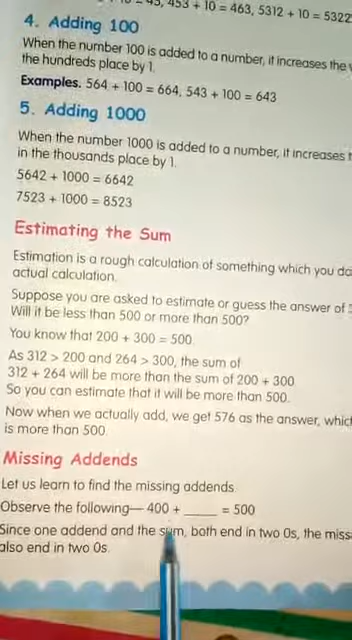 45, 453 + 10 = 463, 5312 + 10 = 5322
4. Adding 100
When the number 100 is added to a number, it increases the
the hundreds place by 1.
Examples. 564 + 100 = 664, 543 + 100 = 643
5. Adding 1000
When the number 1000 is added to a number, it increases
in the thousands place by 1.
5642 + 1000 = 6642
7523 + 1000 = 8523
Estimating the Sum
Estimation is a rough calculation of something which you do
actual calculation.
Suppose you are asked to estimate or guess the answer of
Will it be less than 500 or more than 500?
You know that 200 + 300 = 500.
As 312 > 200 and 264 > 300, the sum of
312 + 264 will be more than the sum of 200 + 300.
So you can estimate that it will be more than 500.
Now when we actually add, we get 576 as the answer, whic
is more than 500.
Missing Addends
Let us learn to find the missing addends.
Observe the following— 400 + ____ = 500
Since one addend and the sum, both end in two 0s, the miss
also end in two 0s.